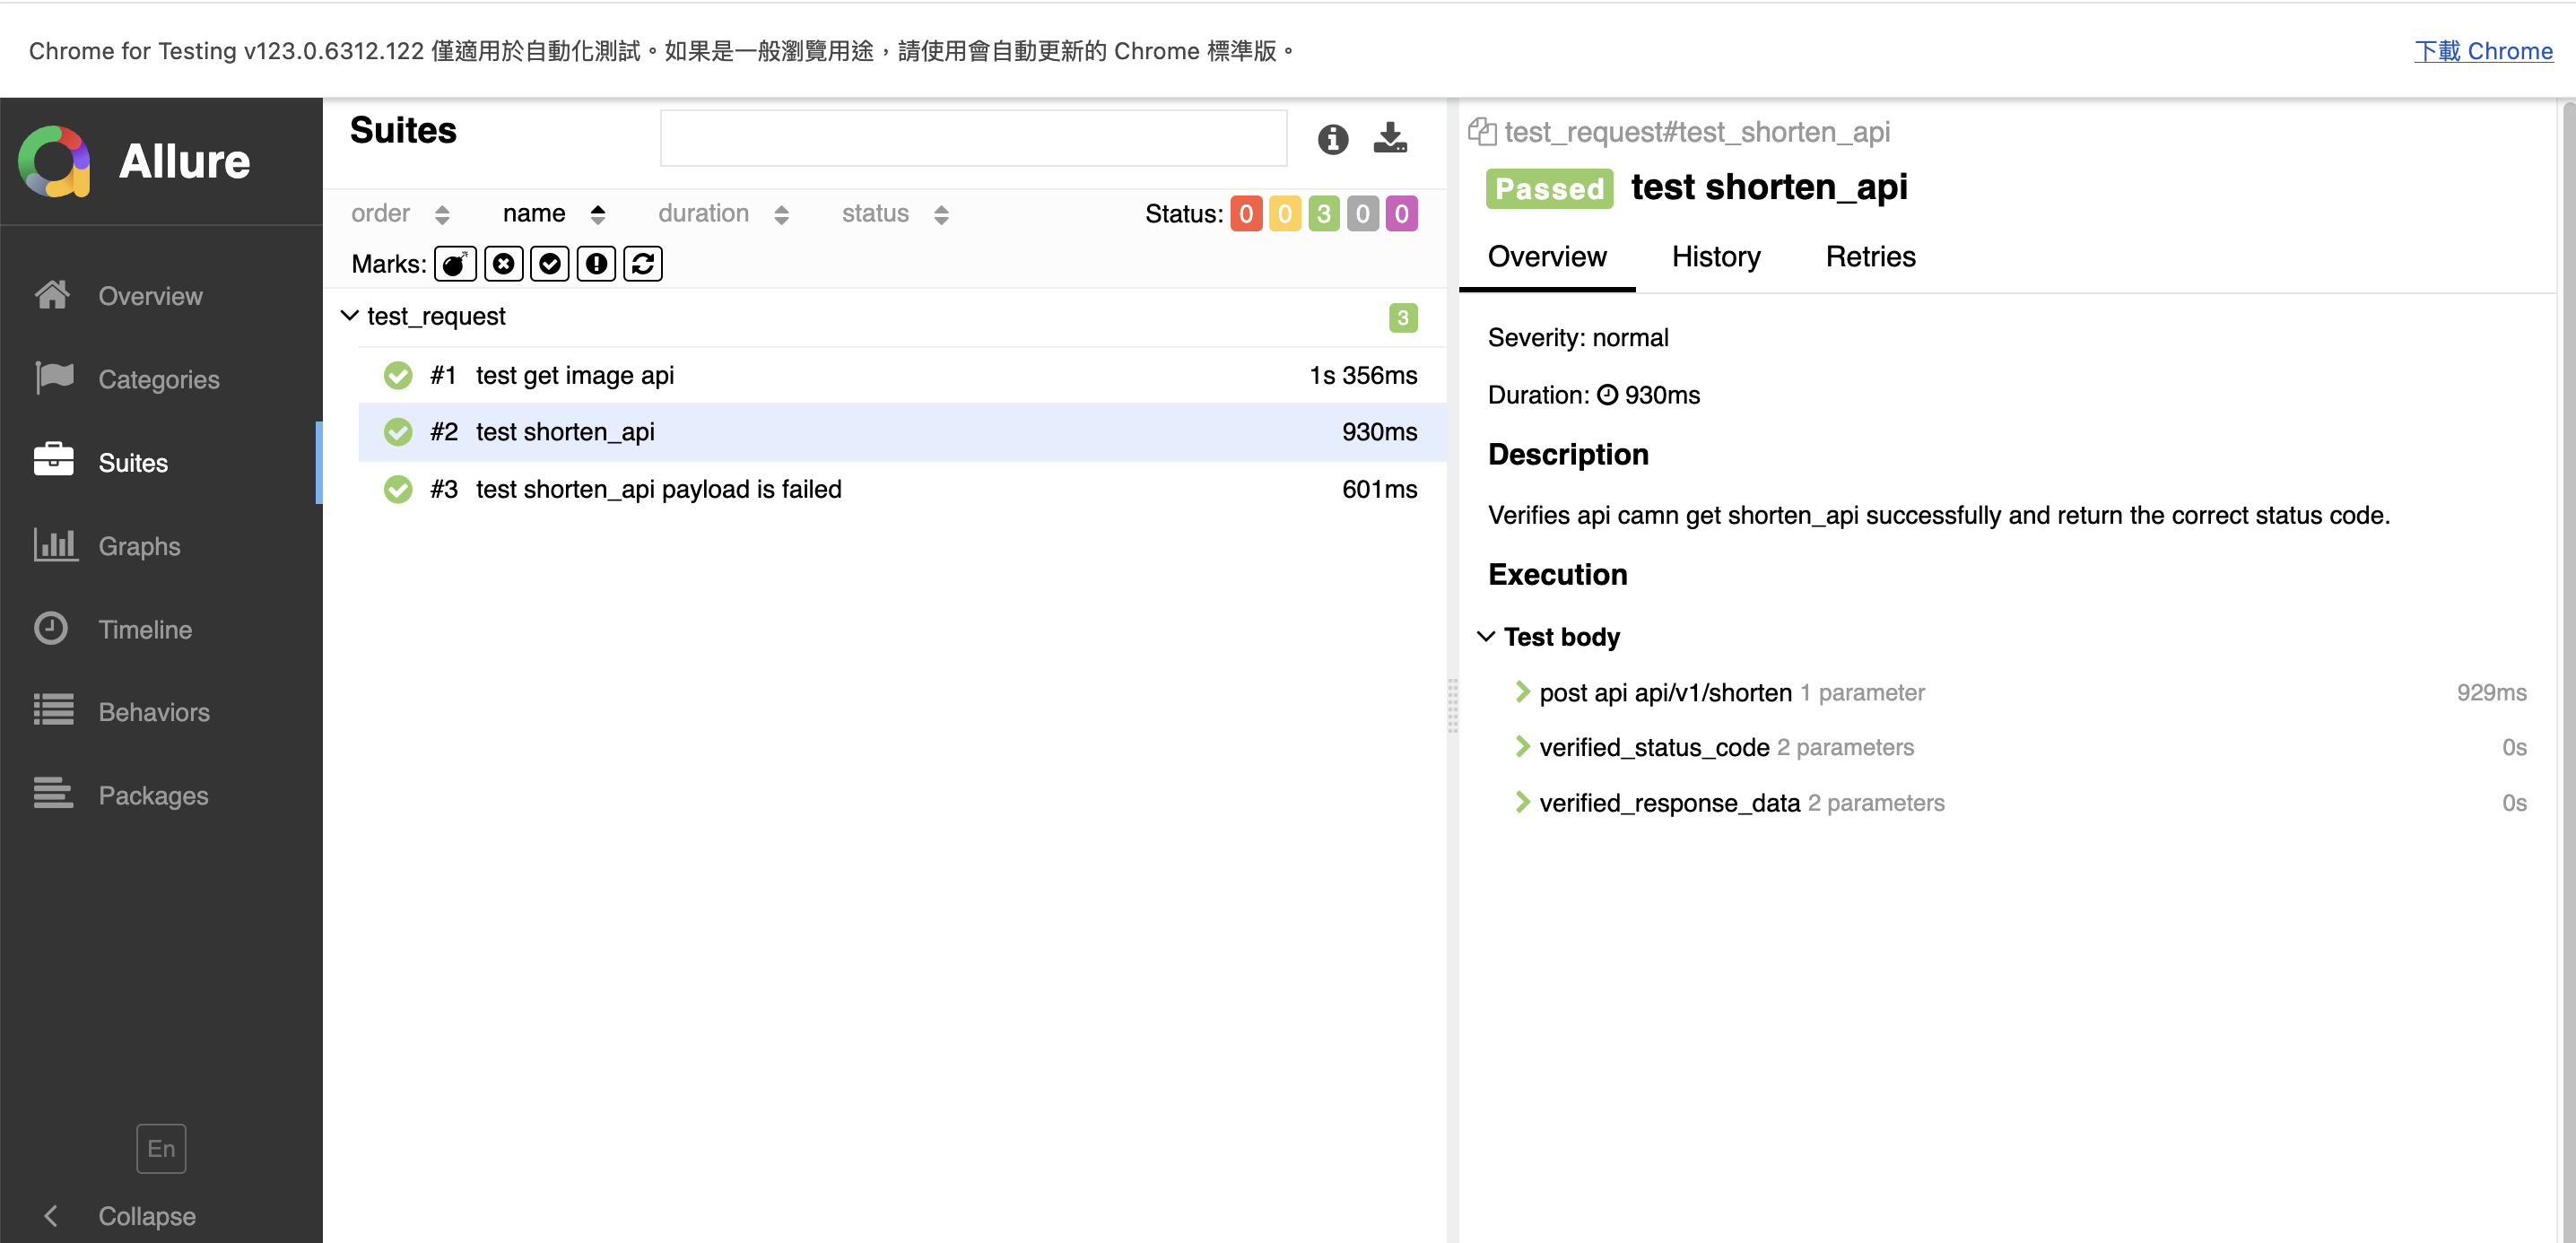 Chrome for Testing v123.0.6312.122 僅適用於自動化測試。如果是一般瀏覽用途，請使用會自動更新的 Chrome 標準版。
下載 Chrome
Allure
Overview
Categories
Suites
Graphs
Timeline
Behaviors
Packages
En
Collapse
Suites
order name duration status
Status: 0 0 3 0 0
Marks:
test_request 3
#1 test get image api 1s 356ms
#2 test shorten_api 930ms
#3 test shorten_api payload is failed 601ms
test_request#test_shorten_api
Passed test shorten_api
Overview History Retries
Severity: normal
Duration: 930ms
Description
Verifies api camn get shorten_api successfully and return the correct status code.
Execution
Test body
post api api/v1/shorten 1 parameter 929ms
verified_status_code 2 parameters 0s
verified_response_data 2 parameters 0s